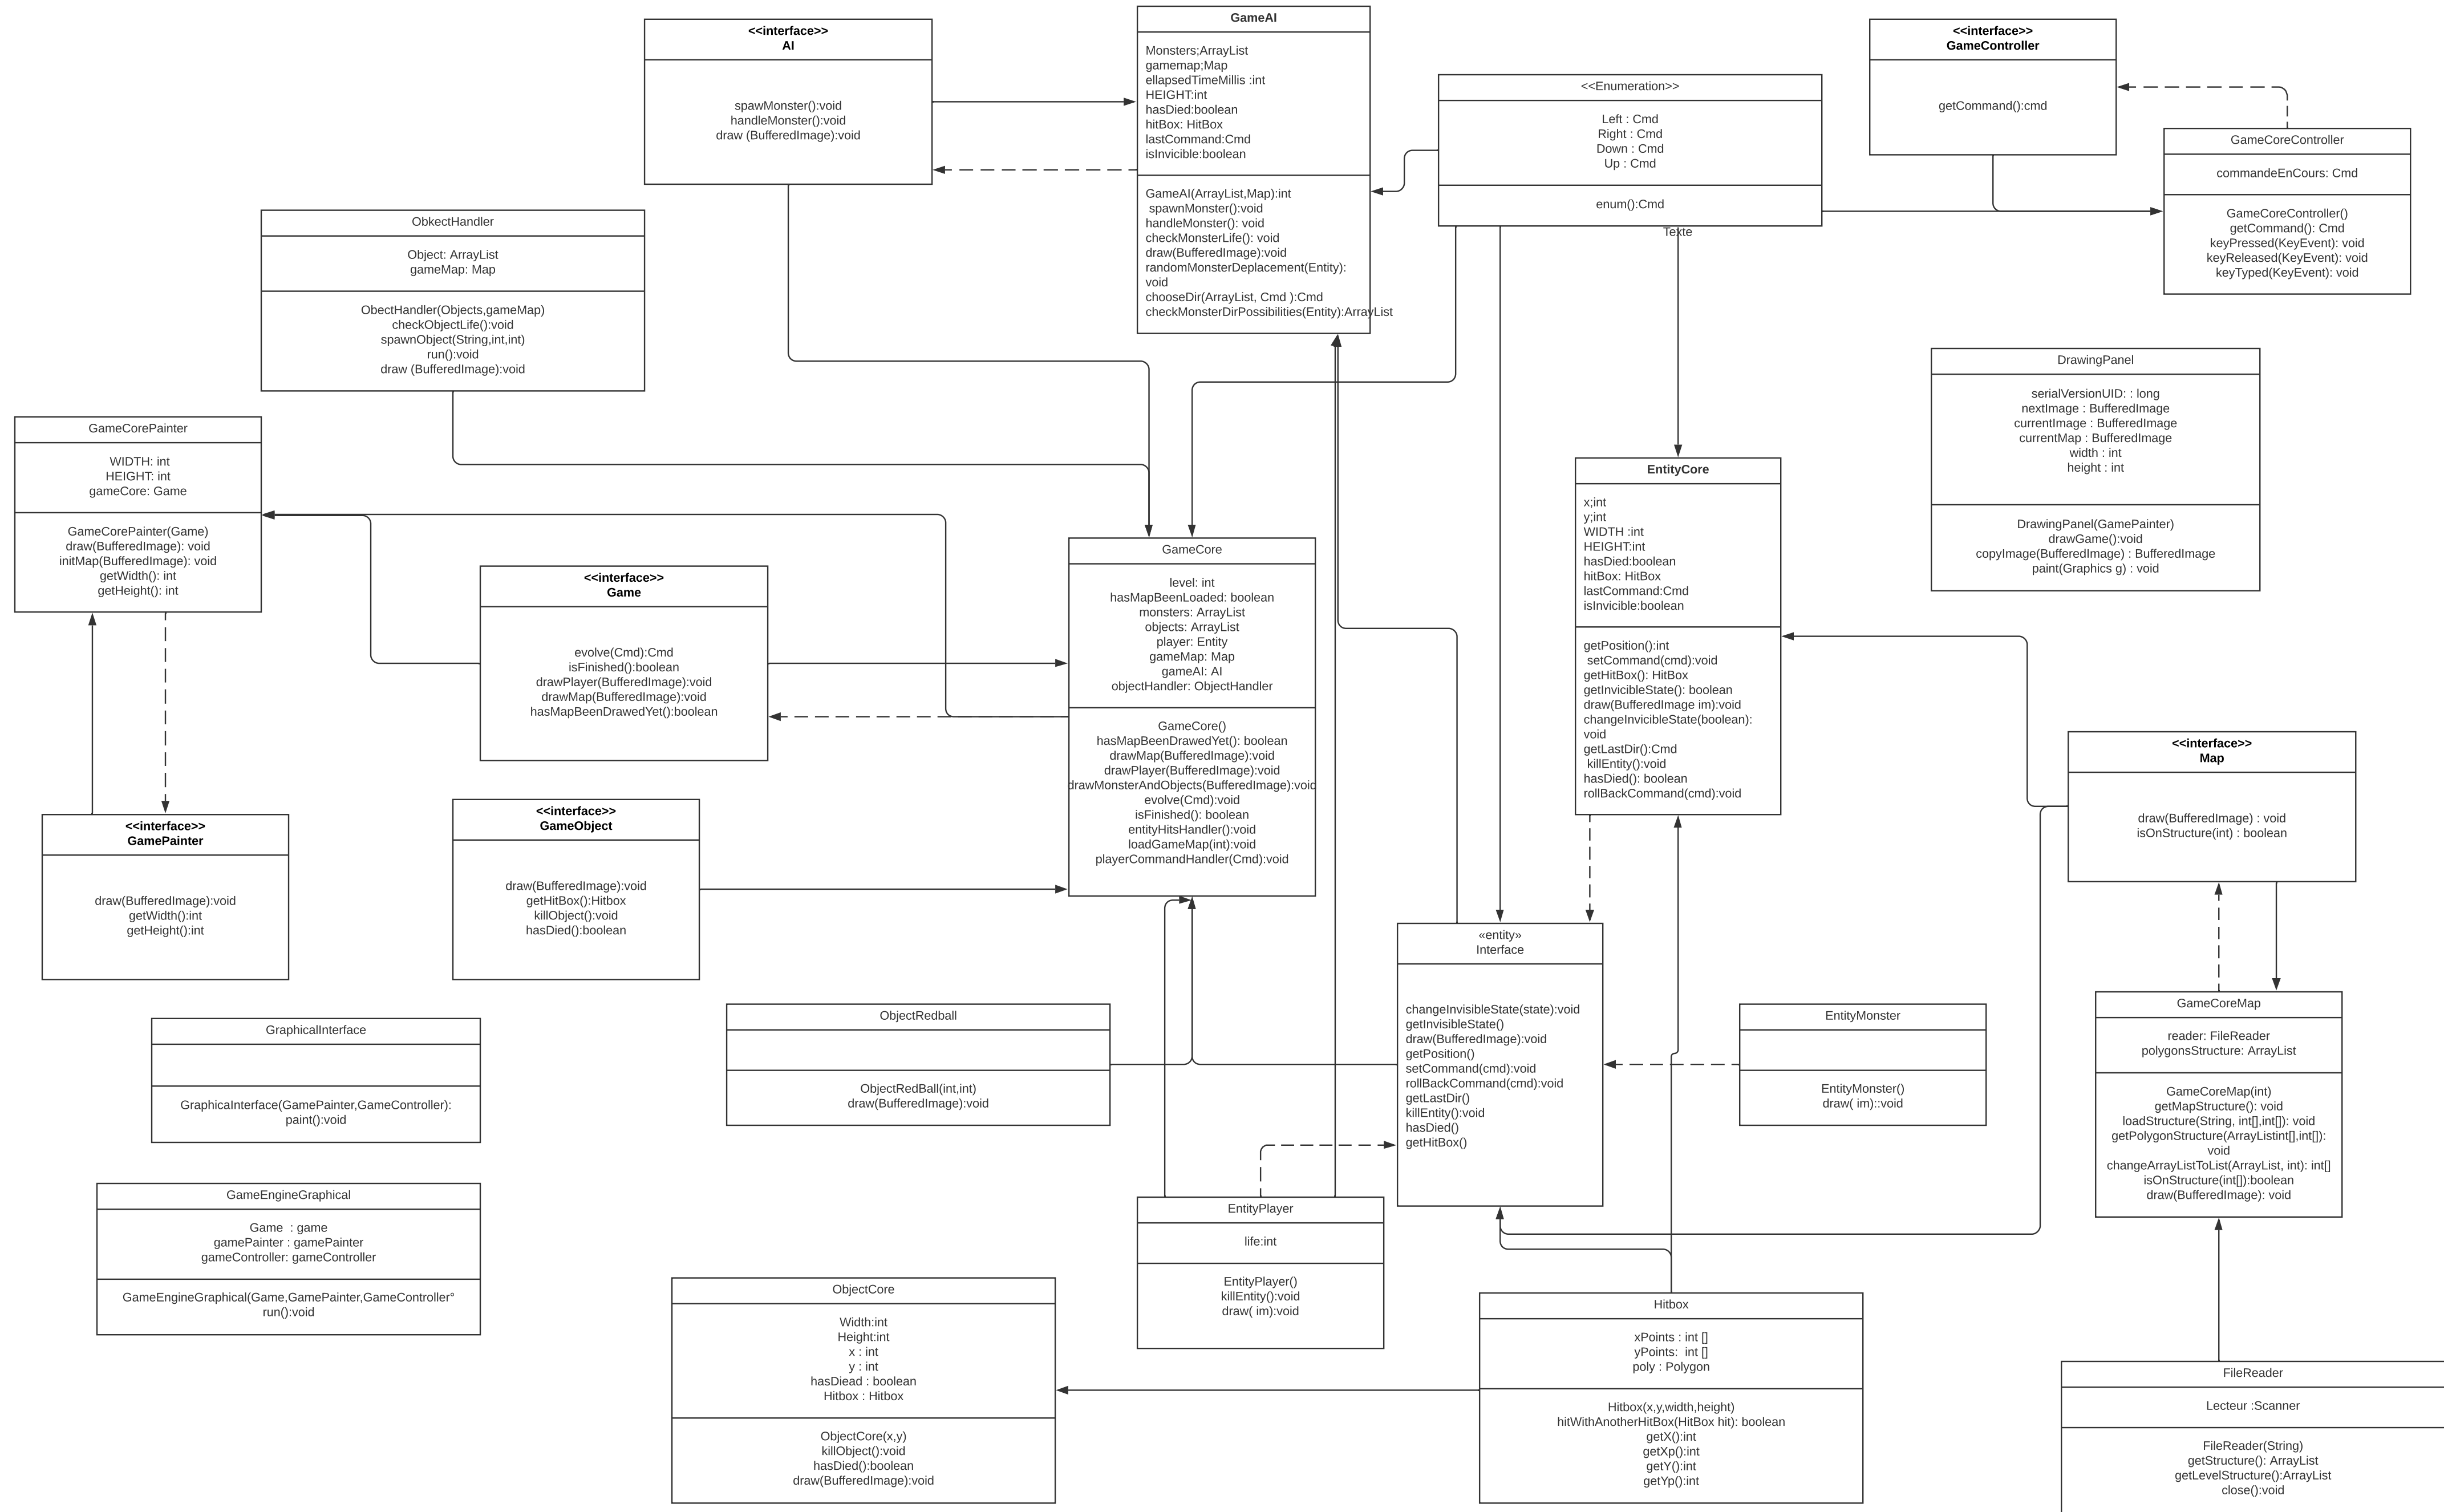 <<interface>>
AI
spawMonster():void
handleMonster():void
draw (BufferedImage):void
GameAI
Monsters;ArrayList
gamemap;Map
ellapsedTimeMillis :int
HEIGHT:int
hasDied:boolean
hitBox: HitBox
lastCommand:Cmd
isInvicible:boolean
GameAI(ArrayList,Map):int
spawnMonster():void
handleMonster(): void
checkMonsterLife(): void
draw(BufferedImage):void
randomMonsterDeplacement(Entity):
void
chooseDir(ArrayList, Cmd ):Cmd
checkMonsterDirPossibilities(Entity):ArrayList
<<Enumeration>>
Left : Cmd
Right : Cmd
Down : Cmd
Up : Cmd
enum():Cmd
Texte
<<interface>>
GameController
getCommand():cmd
GameCoreController
commandeEnCours: Cmd
GameCoreController()
getCommand(): Cmd
keyPressed(KeyEvent): void
keyReleased(KeyEvent): void
keyTyped(KeyEvent): void
ObkectHandler
Object: ArrayList
gameMap: Map
ObectHandler(Objects,gameMap)
checkObjectLife():void
spawnObject(String,int,int)
run():void
draw (BufferedImage):void
DrawingPanel
serialVersionUID: : long
nextImage : BufferedImage
currentImage : BufferedImage
currentMap : BufferedImage
width : int
height : int
DrawingPanel(GamePainter)
drawGame():void
copyImage(BufferedImage) : BufferedImage
paint(Graphics g) : void
GameCorePainter
WIDTH: int
HEIGHT: int
gameCore: Game
GameCorePainter(Game)
draw(BufferedImage): void
initMap(BufferedImage): void
getWidth(): int
getHeight(): int
EntityCore
x;int
y;int
WIDTH :int
HEIGHT:int
hasDied:boolean
hitBox: HitBox
lastCommand:Cmd
isInvicible:boolean
getPosition():int
setCommand(cmd):void
getHitBox(): HitBox
getInvicibleState(): boolean
draw(BufferedImage im):void
changeInvicibleState(boolean):
void
getLastDir():Cmd
killEntity():void
hasDied(): boolean
rollBackCommand(cmd):void
GameCore
level: int
hasMapBeenLoaded: boolean
monsters: ArrayList
objects: ArrayList
player: Entity
gameMap: Map
gameAI: AI
objectHandler: ObjectHandler
GameCore()
hasMapBeenDrawedYet(): boolean
drawMap(BufferedImage):void
drawPlayer(BufferedImage):void
drawMonsterAndObjects(BufferedImage):void
evolve(Cmd):void
isFinished(): boolean
entityHitsHandler():void
loadGameMap(int):void
playerCommandHandler(Cmd):void
<<interface>>
Game
evolve(Cmd):Cmd
isFinished():boolean
drawPlayer(BufferedImage):void
drawMap(BufferedImage):void
hasMapBeenDrawedYet():boolean
<<interface>>
Map
draw(BufferedImage) : void
isOnStructure(int) : boolean
<<interface>>
GamePainter
draw(BufferedImage):void
getWidth():int
getHeight():int
<<interface>>
GameObject
draw(BufferedImage):void
getHitBox():Hitbox
killObject():void
hasDied():boolean
«entity»
Interface
changeInvisibleState(state):void
getInvisibleState()
draw(BufferedImage):void
getPosition()
setCommand(cmd):void
rollBackCommand(cmd):void
getLastDir()
killEntity():void
hasDied()
getHitBox()
GameCoreMap
reader: FileReader
polygonsStructure: ArrayList
GameCoreMap(int)
getMapStructure(): void
loadStructure(String, int[],int[]): void
getPolygonStructure(ArrayListint[],int[]):
void
changeArrayListToList(ArrayList, int): int[]
isOnStructure(int[]):boolean
draw(BufferedImage): void
ObjectRedball
ObjectRedBall(int,int)
draw(BufferedImage):void
EntityMonster
EntityMonster()
draw( im)::void
GraphicalInterface
GraphicaInterface(GamePainter,GameController):
paint():void
GameEngineGraphical
Game  : game
gamePainter : gamePainter
gameController: gameController
GameEngineGraphical(Game,GamePainter,GameController°
run():void
EntityPlayer
life:int
EntityPlayer()
killEntity():void
draw( im):void
ObjectCore
Width:int
Height:int
x : int
y : int
hasDiead : boolean
Hitbox : Hitbox
ObjectCore(x,y)
killObject():void
hasDied():boolean
draw(BufferedImage):void
Hitbox
xPoints : int []
yPoints:  int []
poly : Polygon
Hitbox(x,y,width,height)
hitWithAnotherHitBox(HitBox hit): boolean
getX():int
getXp():int
getY():int
getYp():int
FileReader
Lecteur :Scanner
FileReader(String)
getStructure(): ArrayList
getLevelStructure():ArrayList
close():void